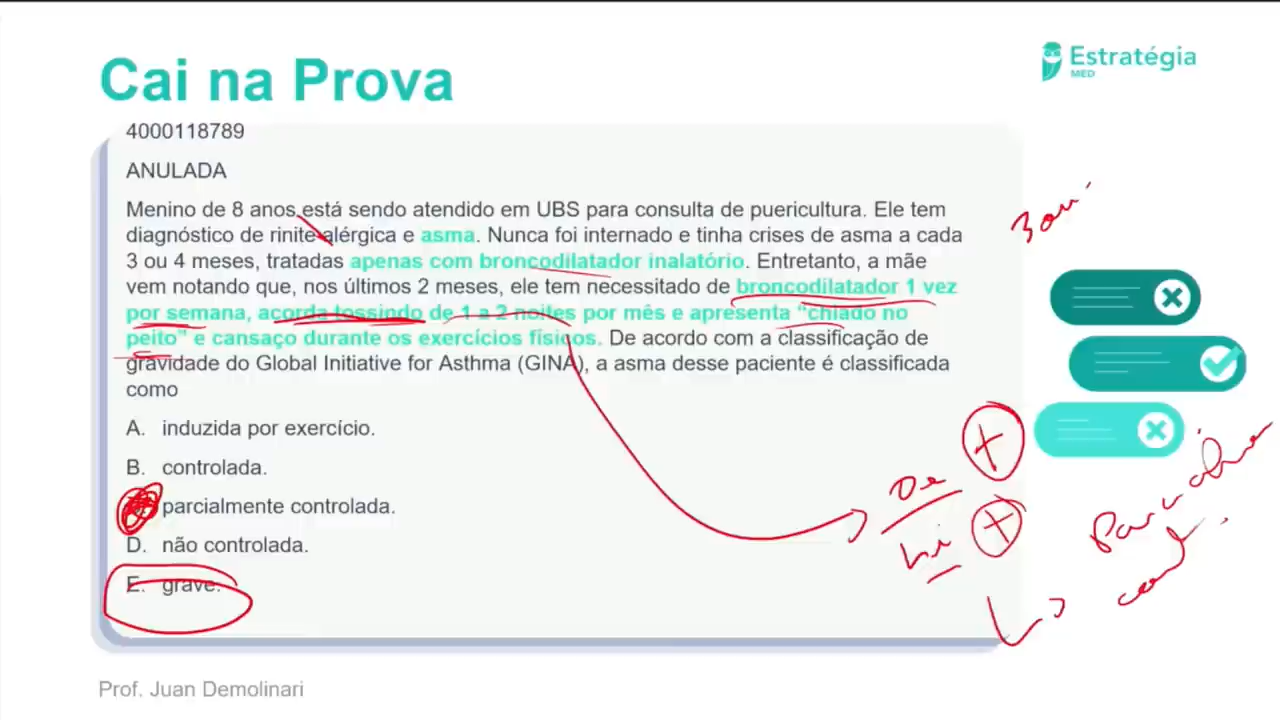 Cai na Prova
Estratégia
MED
4000118789
ANULADA
Menino de 8 anos está sendo atendido em UBS para consulta de puericultura. Ele tem
diagnóstico de rinite alérgica e asma. Nunca foi internado e tinha crises de asma a cada
3 ou 4 meses, tratadas apenas com broncodilatador inalatório. Entretanto, a mãe
vem notando que, nos últimos 2 meses, ele tem necessitado de broncodilatador 1 vez
por semana, acorda tossindo de 1 a 2 noites por mês e apresenta “chiado no
peito” e cansaço durante os exercícios físicos. De acordo com a classificação de
gravidade do Global Initiative for Asthma (GINA), a asma desse paciente é classificada
como
A. induzida por exercício.
B. controlada.
parcialmente controlada.
D. não controlada.
E. grave.
3 ou
Prof. Juan Demolinari